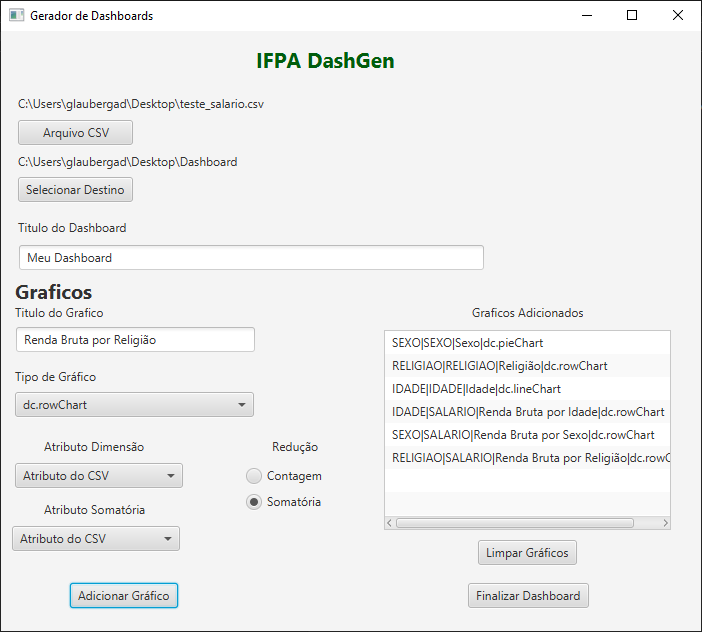 Gerador de Dashboards
IFPA DashGen
C:\Users\glaubergad\Desktop\teste_salario.csv
Arquivo CSV
C:\Users\glaubergad\Desktop\Dashboard
Selecionar Destino
Titulo do Dashboard
Meu Dashboard
Graficos
Titulo do Grafico
Renda Bruta por Religião
Tipo de Gráfico
dc.rowChart
Atributo Dimensão
Atributo do CSV
Atributo Somatória
Atributo do CSV
Redução
Contagem
Somatória
Adicionar Gráfico
Graficos Adicionados
SEXO|SEXO|Sexo|dc.pieChart
RELIGIAO|RELIGIAO|Religião|dc.rowChart
IDADE|IDADE|Idade|dc.lineChart
IDADE|SALARIO|Renda Bruta por Idade|dc.rowChart
SEXO|SALARIO|Renda Bruta por Sexo|dc.rowChart
RELIGIAO|SALARIO|Renda Bruta por Religião|dc.rowC
Limpar Gráficos
Finalizar Dashboard